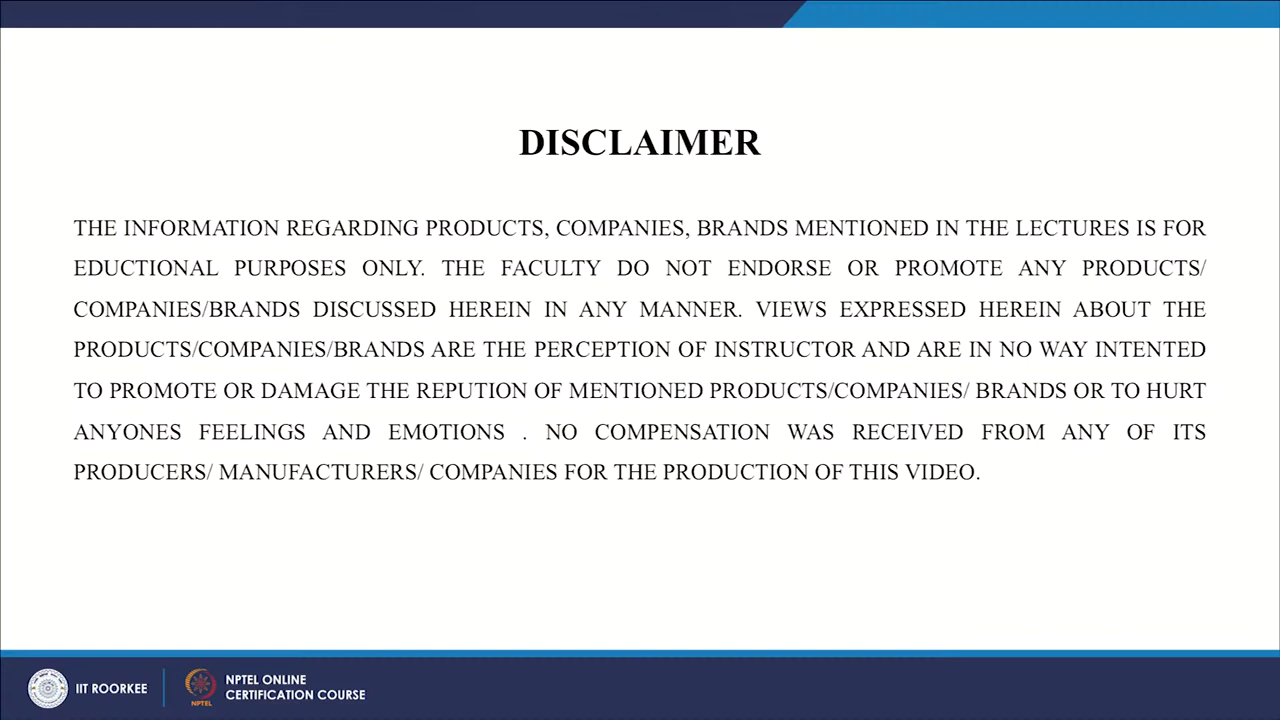 DISCLAIMER
THE INFORMATION REGARDING PRODUCTS, COMPANIES, BRANDS MENTIONED IN THE LECTURES IS FOR
EDUCTIONAL PURPOSES ONLY. THE FACULTY DO NOT ENDORSE OR PROMOTE ANY PRODUCTS/
COMPANIES/BRANDS DISCUSSED HEREIN IN ANY MANNER. VIEWS EXPRESSED HEREIN ABOUT THE
PRODUCTS/COMPANIES/BRANDS ARE THE PERCEPTION OF INSTRUCTOR AND ARE IN NO WAY INTENTED
TO PROMOTE OR DAMAGE THE REPUTION OF MENTIONED PRODUCTS/COMPANIES/ BRANDS OR TO HURT
ANYONES FEELINGS AND EMOTIONS . NO COMPENSATION WAS RECEIVED FROM ANY OF ITS
PRODUCERS/ MANUFACTURERS/ COMPANIES FOR THE PRODUCTION OF THIS VIDEO.
IIT ROORKEE
NPTEL
NPTEL ONLINE
CERTIFICATION COURSE